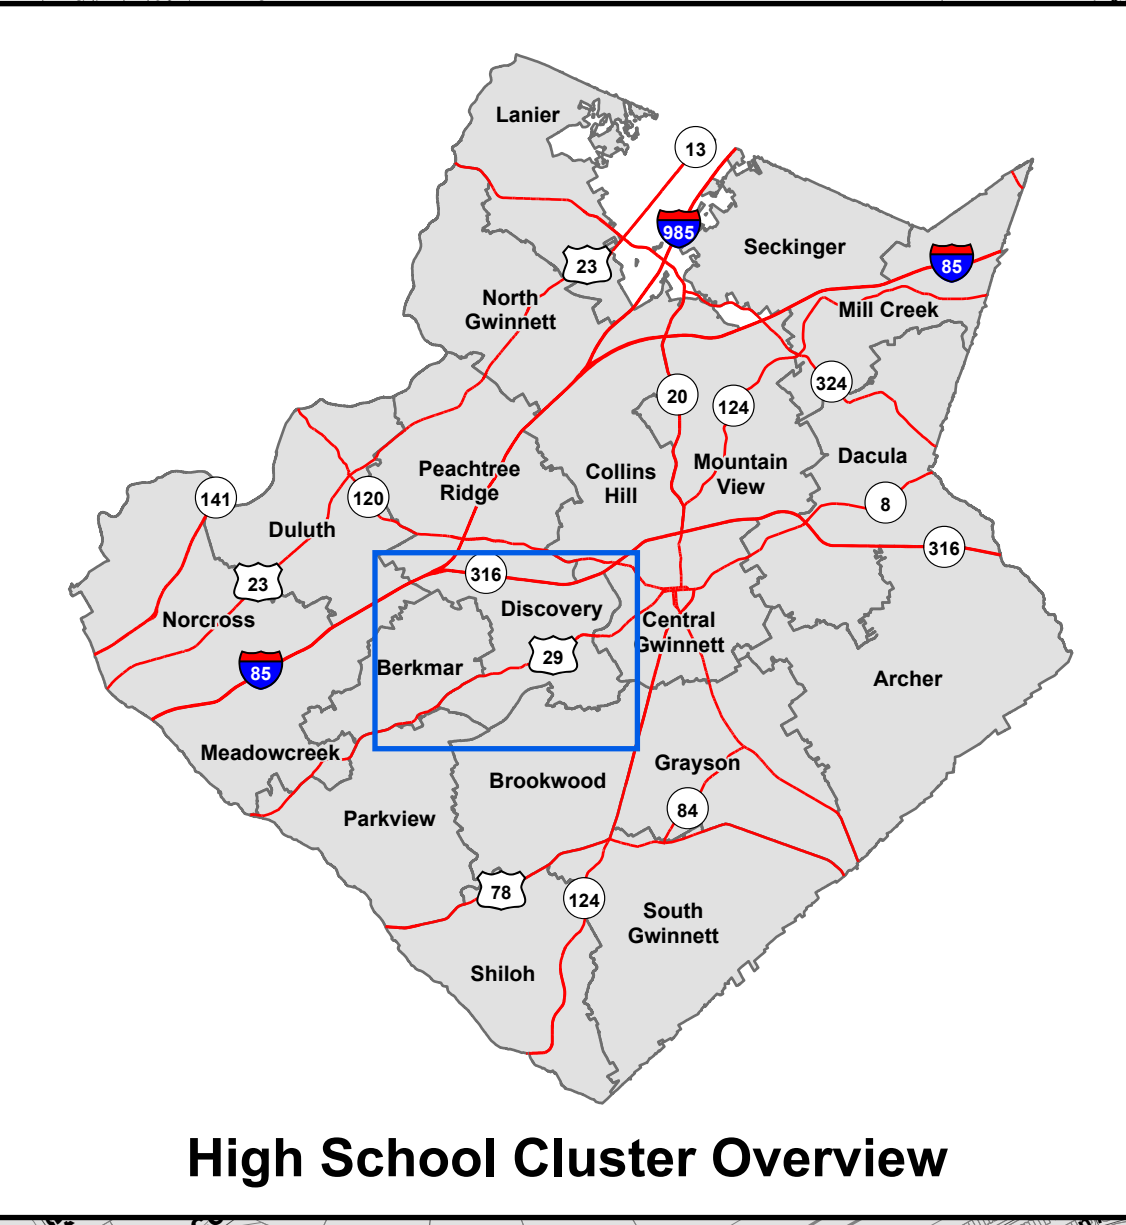 Lanier
13
985
Seckinger
85
23
North
Gwinnett
Mill Creek
324
20
124
Peachtree
Ridge
Collins
Hill
Mountain
View
Dacula
141
120
8
Duluth
316
316
23
Discovery
Norcross
Central
Gwinnett
29
Berkmar
85
Archer
Meadowcreek
Grayson
Brookwood
84
Parkview
78
124
South
Gwinnett
Shiloh
High School Cluster Overview